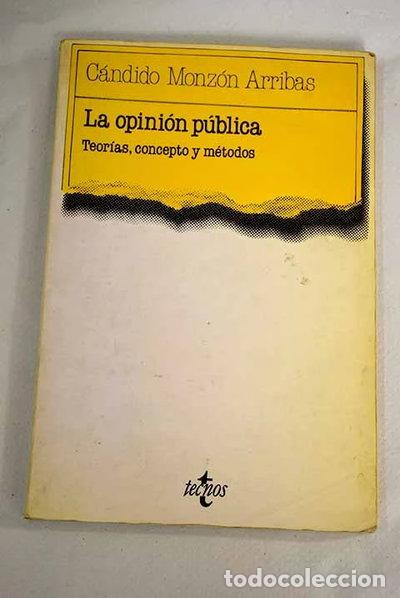 Cándido Monzón Arribas
La opinión pública
Teorías, concepto y métodos
tecnos
todocoleccion